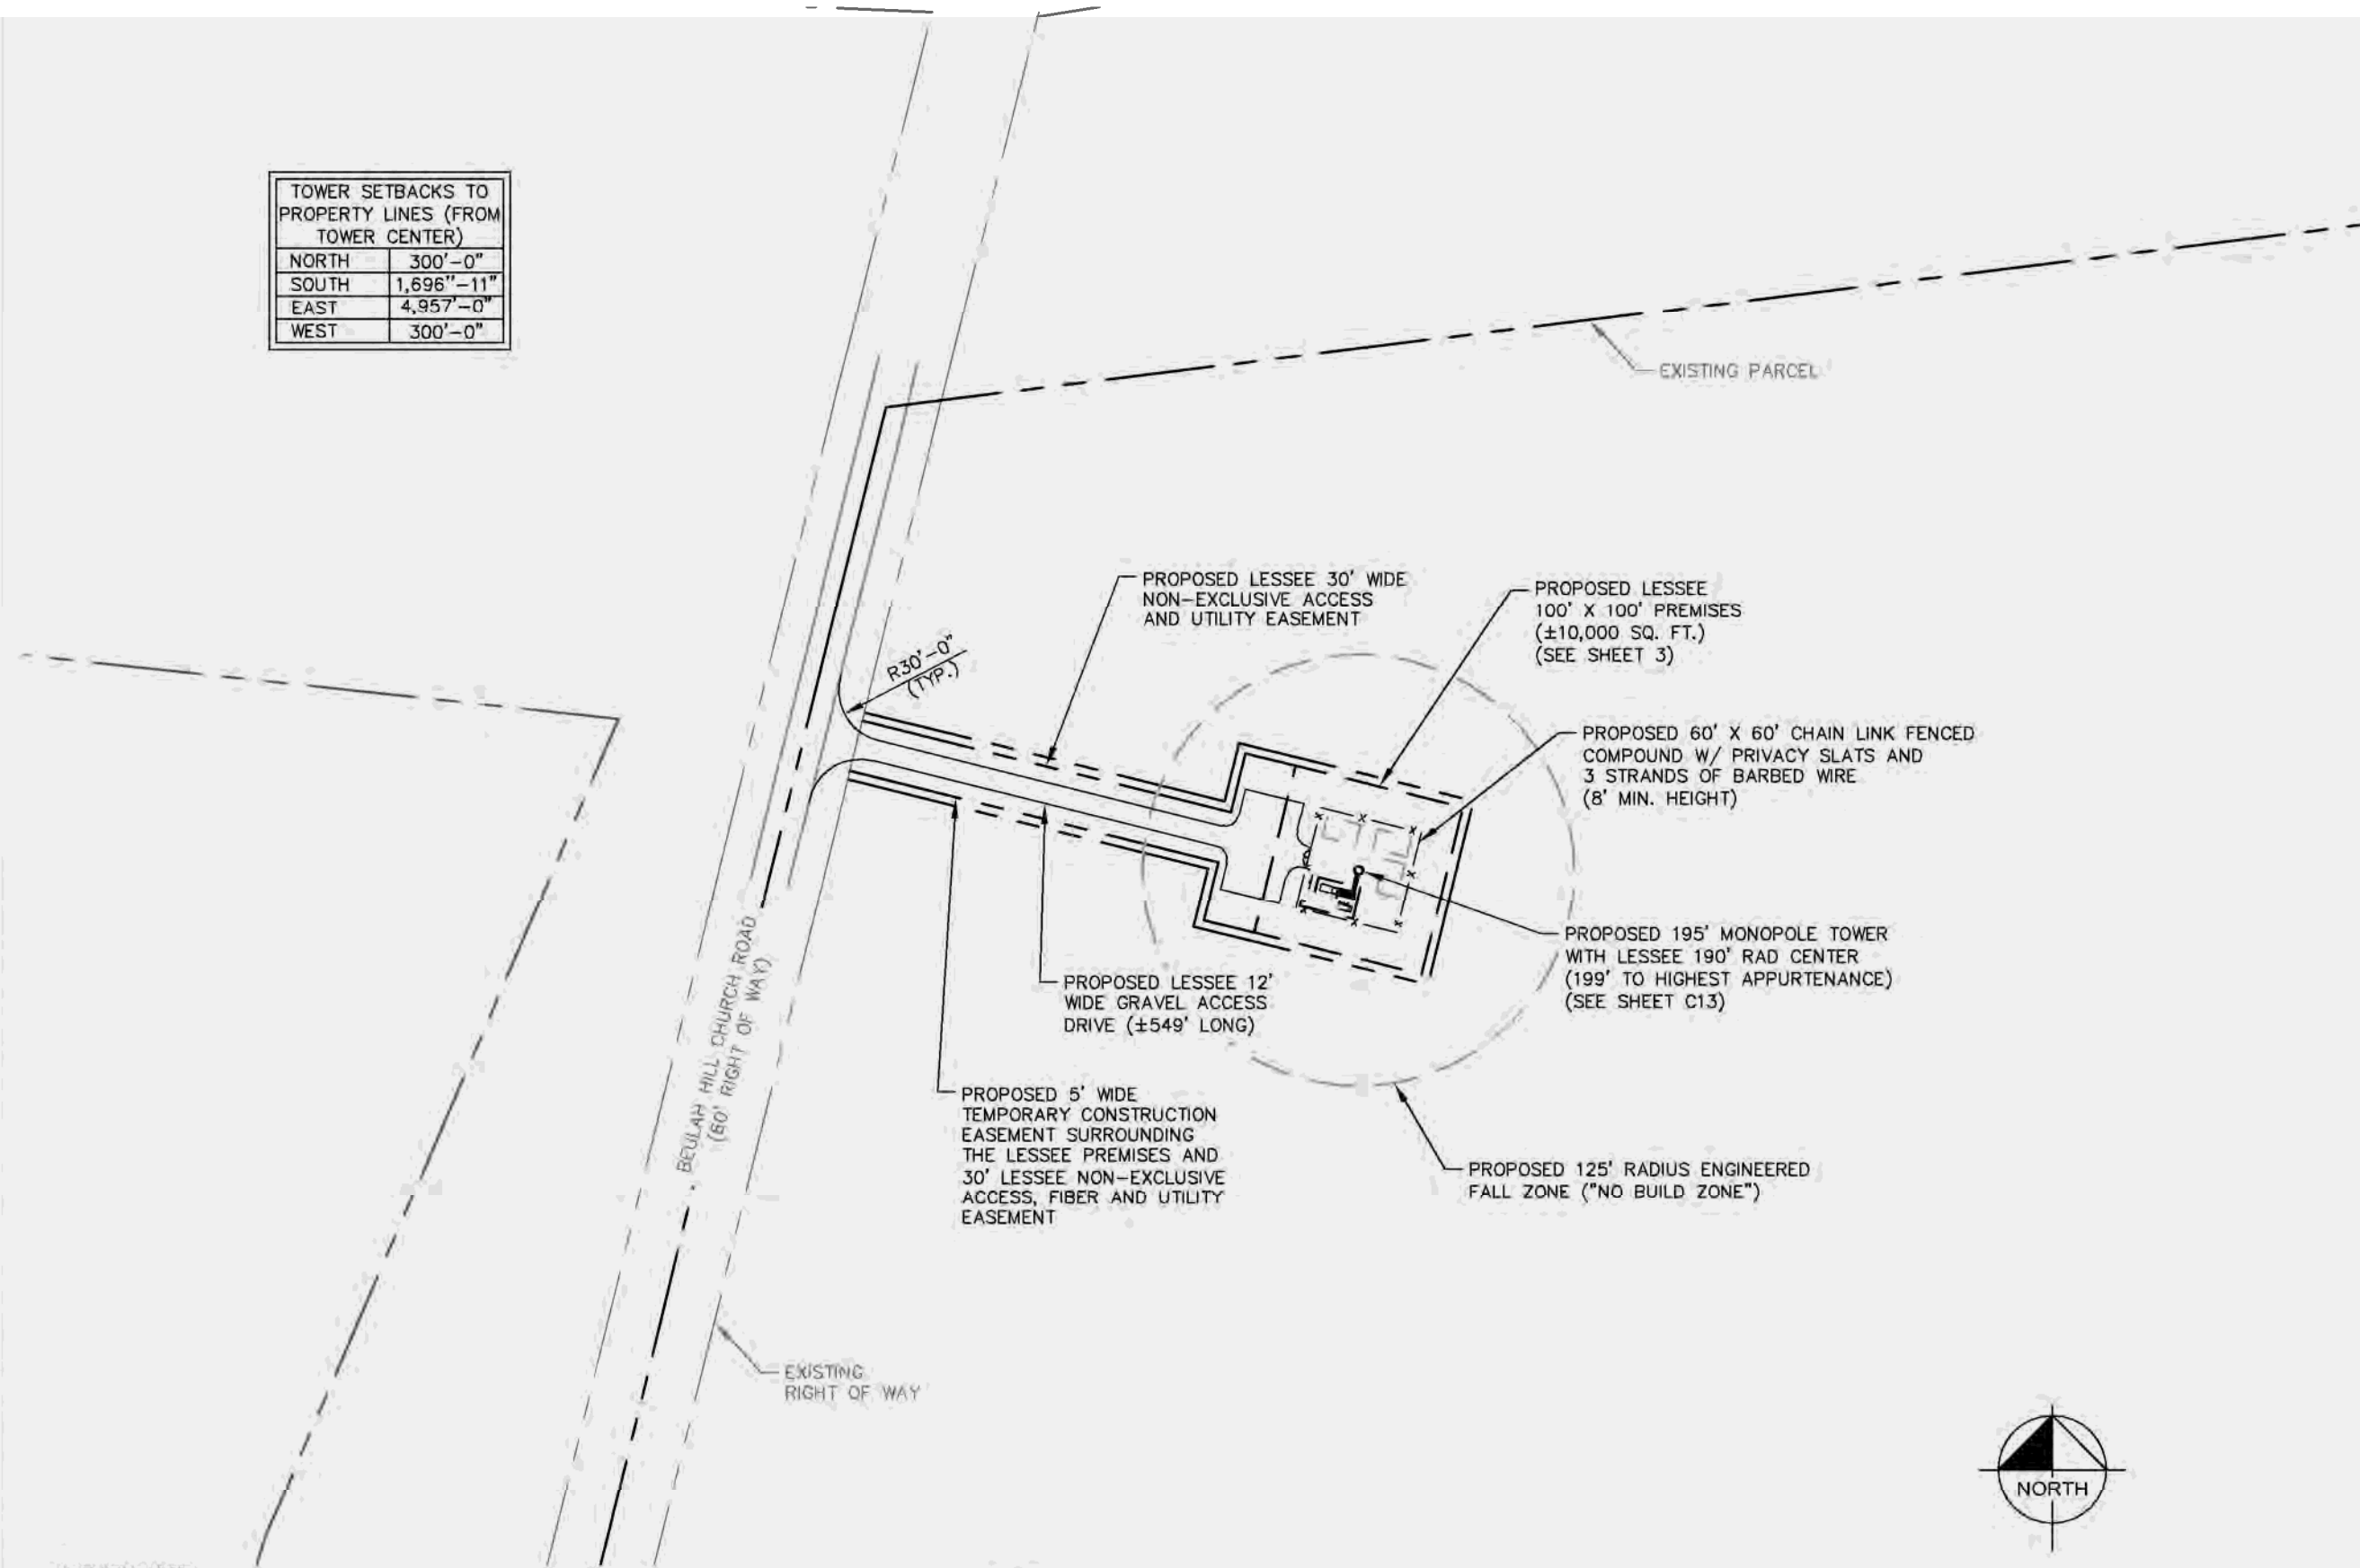 TOWER SETBACKS TO
PROPERTY LINES (FROM
TOWER CENTER)
NORTH 300'-0"
SOUTH 1,696"-11"
EAST 4,957'-0"
WEST 300'-0"
EXISTING PARCEL
PROPOSED LESSEE 30' WIDE
NON-EXCLUSIVE ACCESS
AND UTILITY EASEMENT
PROPOSED LESSEE
100' X 100' PREMISES
(±10,000 SQ. FT.)
(SEE SHEET 3)
R30'-0"
(TYP.)
PROPOSED 60' X 60' CHAIN LINK FENCED
COMPOUND W/ PRIVACY SLATS AND
3 STRANDS OF BARBED WIRE
(8' MIN. HEIGHT)
PROPOSED 195' MONOPOLE TOWER
WITH LESSEE 190' RAD CENTER
(199' TO HIGHEST APPURTENANCE)
(SEE SHEET C13)
BEULAH HILL CHURCH ROAD
(60' RIGHT OF WAY)
PROPOSED LESSEE 12'
WIDE GRAVEL ACCESS
DRIVE (±549' LONG)
PROPOSED 5' WIDE
TEMPORARY CONSTRUCTION
EASEMENT SURROUNDING
THE LESSEE PREMISES AND
30' LESSEE NON-EXCLUSIVE
ACCESS, FIBER AND UTILITY
EASEMENT
PROPOSED 125' RADIUS ENGINEERED
FALL ZONE ("NO BUILD ZONE")
EXISTING
RIGHT OF WAY
NORTH